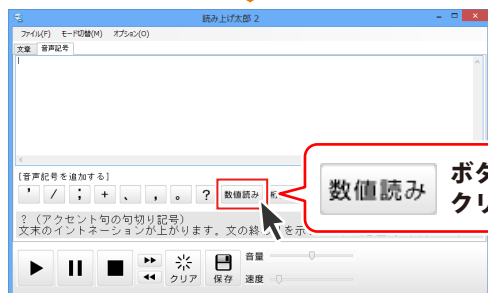 読み上げ太郎 2
ファイル(F) モード切替(M) オプション(O)
文章 音声記号
[音声記号を追加する]
' / ; + 、 , 。 ? 数値読み
数値読み
? (アクセント句の句切り記号)
文末のイントネーションが上がります。文の終
を示
クリア 保存
音量
速度